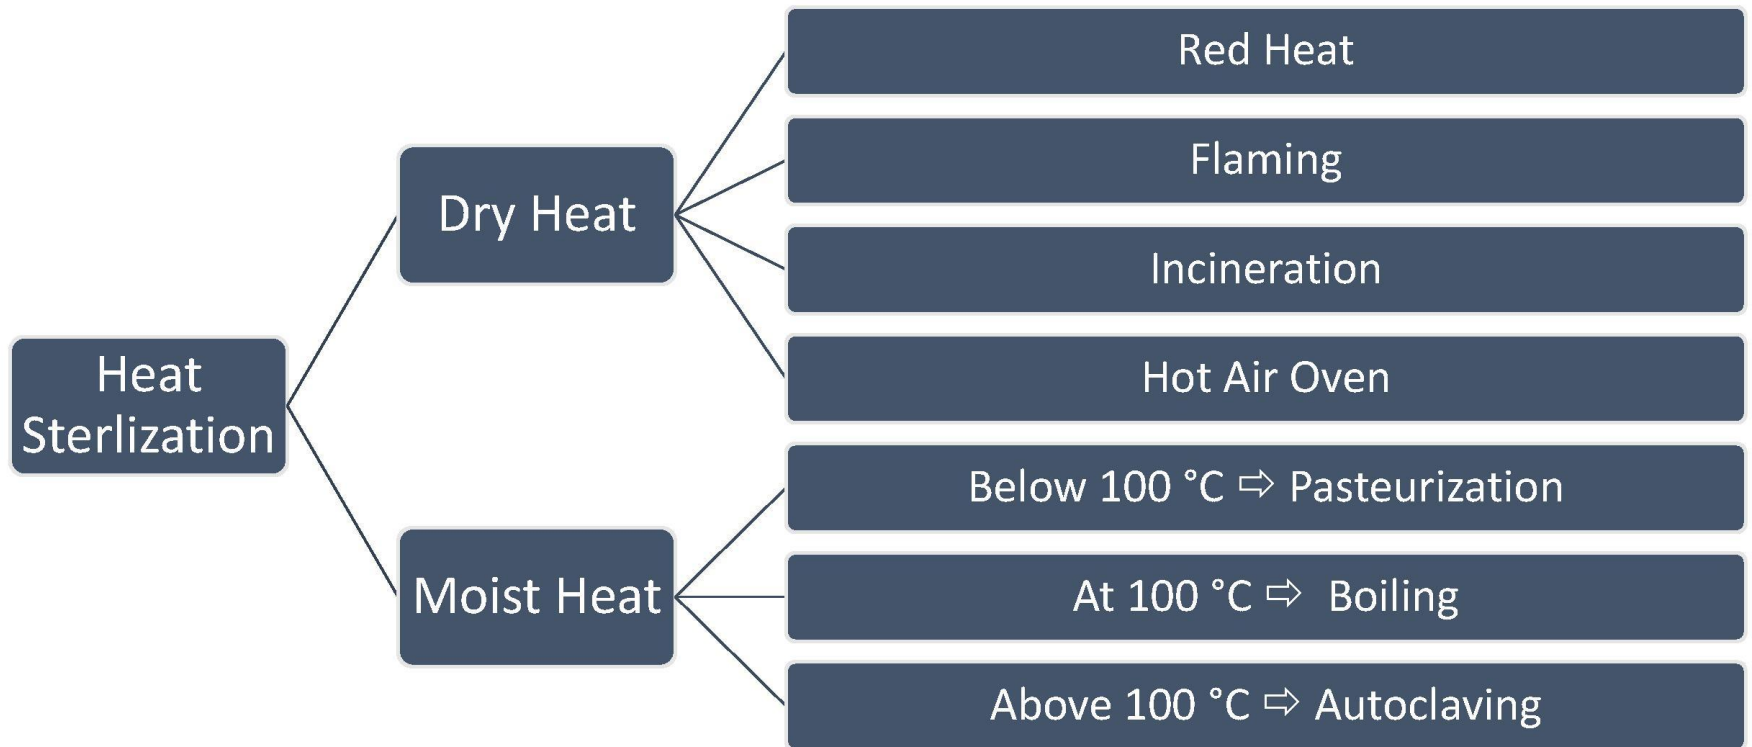 Heat
Sterlization
Dry Heat
Red Heat
Flaming
Incineration
Hot Air Oven
Moist Heat
Below 100 °C ⇨ Pasteurization
At 100 °C ⇨ Boiling
Above 100 °C ⇨ Autoclaving